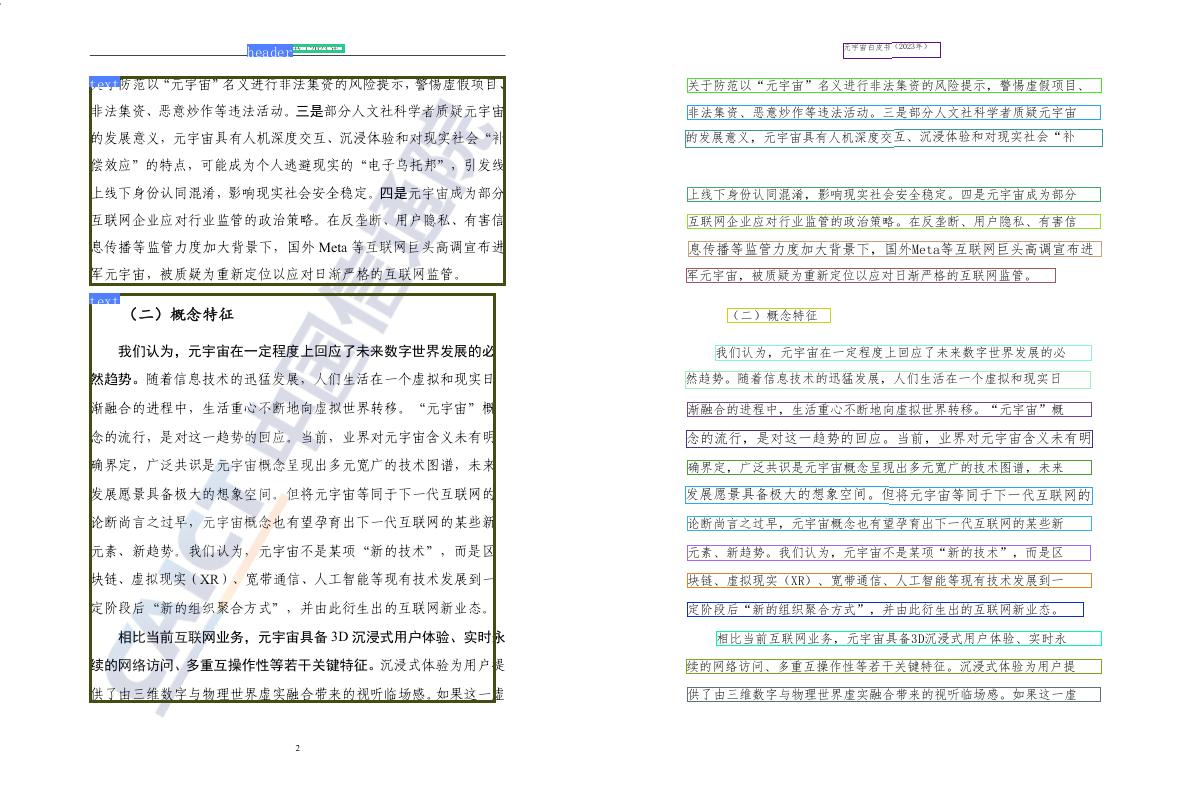 header
text防范以“元宇宙”名义进行非法集资的风险提示，警惕虚假项目、
非法集资、恶意炒作等违法活动。三是部分人文社科学者质疑元宇宙
的发展意义，元宇宙具有人机深度交互、沉浸体验和对现实社会“补
偿效应”的特点，可能成为个人逃避现实的“电子乌托邦”，引发线
上线下身份认同混淆，影响现实社会安全稳定。四是元宇宙成为部分
互联网企业应对行业监管的政治策略。在反垄断、用户隐私、有害信
息传播等监管力度加大背景下，国外 Meta 等互联网巨头高调宣布进
军元宇宙，被质疑为重新定位以应对日渐严格的互联网监管。
text
（二）概念特征
我们认为，元宇宙在一定程度上回应了未来数字世界发展的必
然趋势。随着信息技术的迅猛发展，人们生活在一个虚拟和现实日
渐融合的进程中，生活重心不断地向虚拟世界转移。“元宇宙”概
念的流行，是对这一趋势的回应。当前，业界对元宇宙含义未有明
确界定，广泛共识是元宇宙概念呈现出多元宽广的技术图谱，未来
发展愿景具备极大的想象空间。但将元宇宙等同于下一代互联网的
论断尚言之过早，元宇宙概念也有望孕育出下一代互联网的某些新
元素、新趋势。我们认为，元宇宙不是某项“新的技术”，而是区
块链、虚拟现实（XR）、宽带通信、人工智能等现有技术发展到一
定阶段后“新的组织聚合方式”，并由此衍生出的互联网新业态。
相比当前互联网业务，元宇宙具备 3D 沉浸式用户体验、实时永
续的网络访问、多重互操作性等若干关键特征。沉浸式体验为用户提
供了由三维数字与物理世界虚实融合带来的视听临场感。如果这一虚
2
CAICT 中国信通院
元宇宙白皮书（2023年）
关于防范以“元宇宙”名义进行非法集资的风险提示，警惕虚假项目、
非法集资、恶意炒作等违法活动。三是部分人文社科学者质疑元宇宙
的发展意义，元宇宙具有人机深度交互、沉浸体验和对现实社会“补
上线下身份认同混淆，影响现实社会安全稳定。四是元宇宙成为部分
互联网企业应对行业监管的政治策略。在反垄断、用户隐私、有害信
息传播等监管力度加大背景下，国外Meta等互联网巨头高调宣布进
军元宇宙，被质疑为重新定位以应对日渐严格的互联网监管。
（二）概念特征
我们认为，元宇宙在一定程度上回应了未来数字世界发展的必
然趋势。随着信息技术的迅猛发展，人们生活在一个虚拟和现实日
渐融合的进程中，生活重心不断地向虚拟世界转移。“元宇宙”概
念的流行，是对这一趋势的回应。当前，业界对元宇宙含义未有明
确界定，广泛共识是元宇宙概念呈现出多元宽广的技术图谱，未来
发展愿景具备极大的想象空间。但将元宇宙等同于下一代互联网的
论断尚言之过早，元宇宙概念也有望孕育出下一代互联网的某些新
元素、新趋势。我们认为，元宇宙不是某项“新的技术”，而是区
块链、虚拟现实（XR）、宽带通信、人工智能等现有技术发展到一
定阶段后“新的组织聚合方式”，并由此衍生出的互联网新业态。
相比当前互联网业务，元宇宙具备3D沉浸式用户体验、实时永
续的网络访问、多重互操作性等若干关键特征。沉浸式体验为用户提
供了由三维数字与物理世界虚实融合带来的视听临场感。如果这一虚